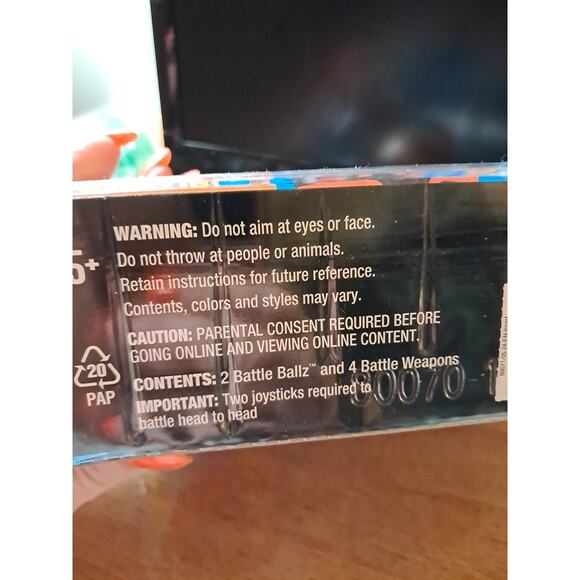 5+
WARNING: Do not aim at eyes or face.
Do not throw at people or animals.
Retain instructions for future reference.
Contents, colors and styles may vary.
CAUTION: PARENTAL CONSENT REQUIRED BEFORE
GOING ONLINE AND VIEWING ONLINE CONTENT.
CONTENTS: 2 Battle Ballz™ and 4 Battle Weapons
IMPORTANT: Two joysticks required to
battle head to head
20
PAP
80070-